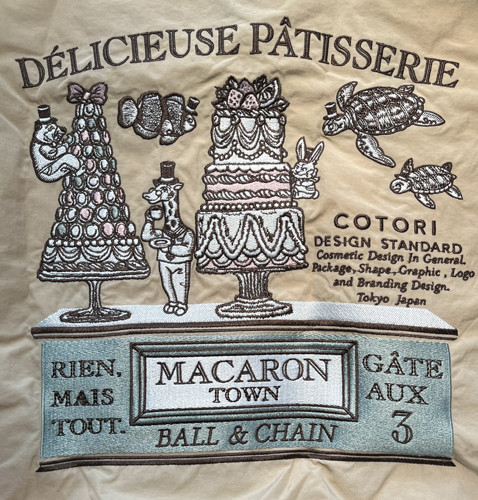 DÉLICIEUSE PÂTISSERIE
COTORI
DESIGN STANDARD
Cosmetic Design In General.
Package, Shape, Graphic, Logo
and Branding Design.
Tokyo Japan
RIEN.
MAIS
TOUT.
MACARON
TOWN
BALL & CHAIN
GÂTE
AUX
3